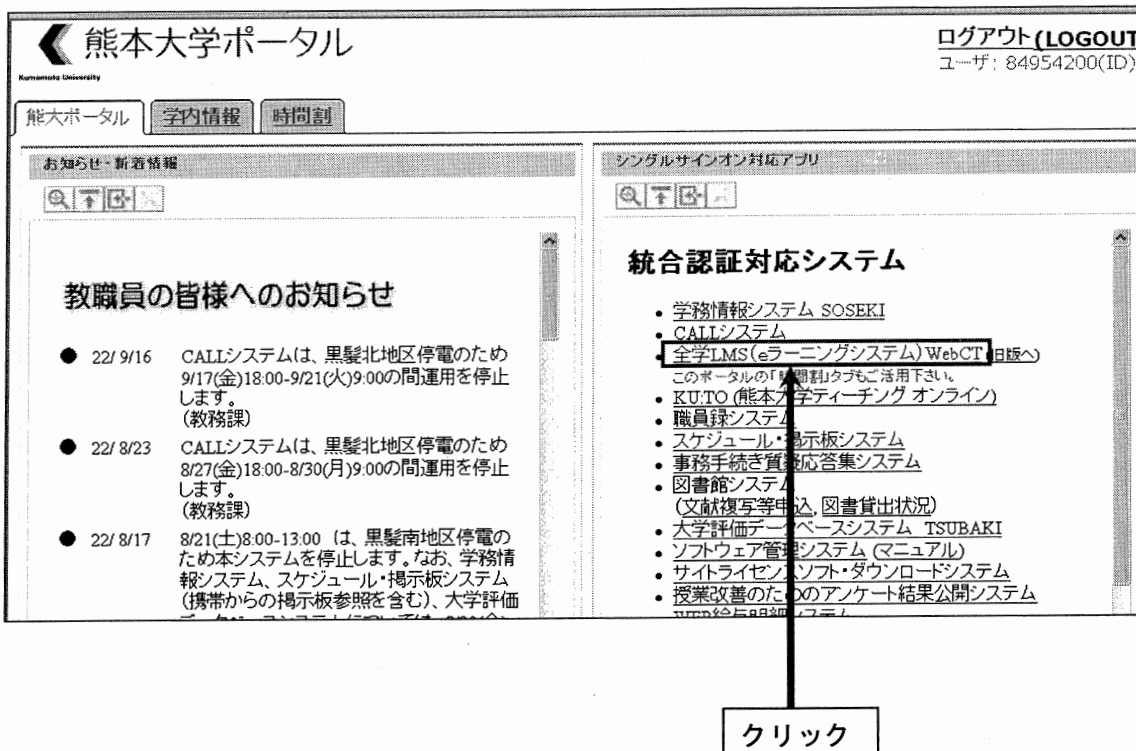 熊本大学ポータル
Kumamoto University
ログアウト(LOGOUT
ユーザ: 84954200(ID)
熊大ポータル 学内情報 時間割
お知らせ・新着情報
教職員の皆様へのお知らせ
● 22/ 9/16 CALLシステムは、黒髪北地区停電のため
9/17(金)18:00-9/21(火)9:00の間運用を停止
します。
(教務課)
● 22/ 8/23 CALLシステムは、黒髪北地区停電のため
8/27(金)18:00-8/30(月)9:00の間運用を停止
します。
(教務課)
● 22/ 8/17 8/21(土)8:00-13:00 は、黒髪南地区停電の
ため本システムを停止します。なお、学務情
報システム、スケジュール・掲示板システム
(携帯からの掲示板参照を含む)、大学評価
シングルサインオン対応アプリ
統合認証対応システム
• 学務情報システム SOSEKI
• CALLシステム
• 全学LMS(eラーニングシステム) WebCT (旧版へ)
このポータルの「時間割」タブもご活用下さい。
• KU:TO (熊本大学ティーチング オンライン)
• 職員録システム
• スケジュール・掲示板システム
• 事務手続き質疑応答集システム
• 図書館システム
(文献複写等申込, 図書貸出状況)
• 大学評価データベースシステム TSUBAKI
• ソフトウェア管理システム (マニュアル)
• サイトライセンスソフト・ダウンロードシステム
• 授業改善のためのアンケート結果公開システム
WEB給与明細システム
クリック